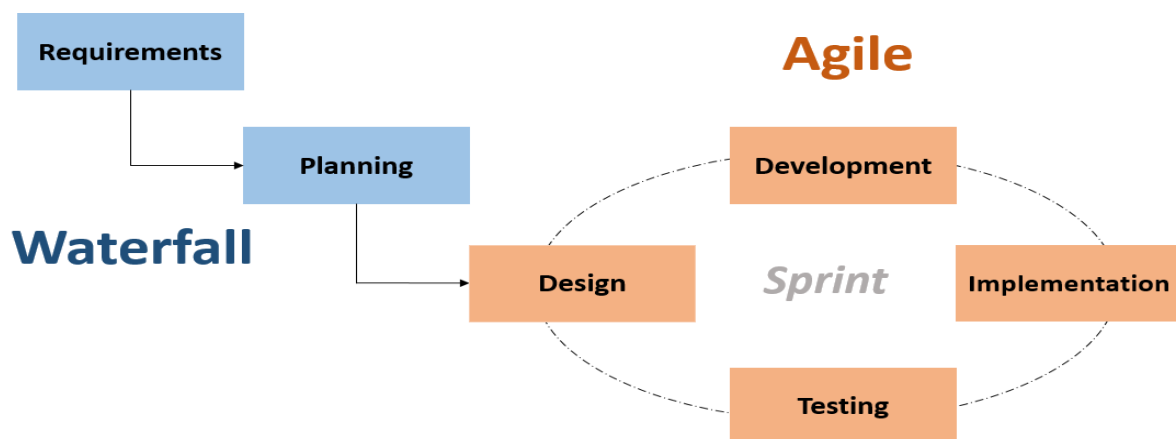 Requirements
Agile
Planning
Development
Waterfall
Design
Sprint
Implementation
Testing